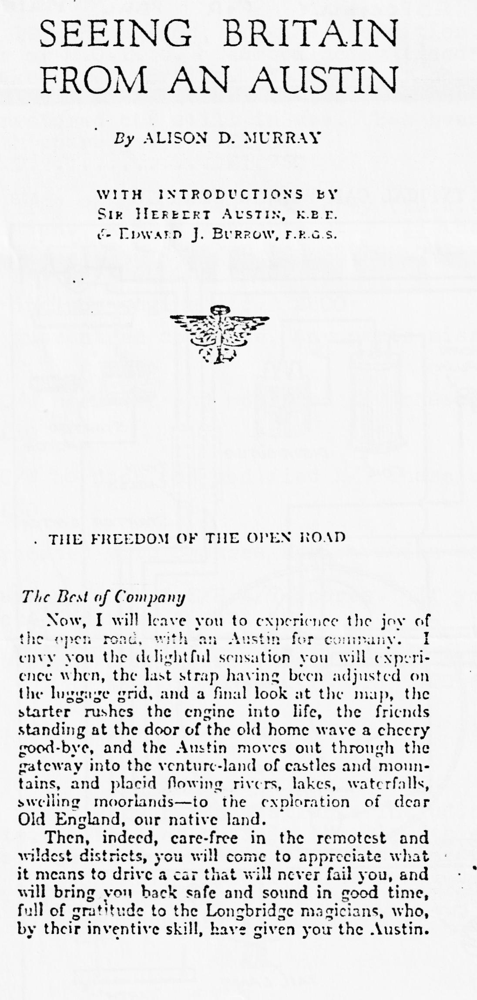 SEEING BRITAIN
FROM AN AUSTIN
By ALISON D. MURRAY
WITH INTRODUCTIONS BY
SIR HERBERT AUSTIN, K.B.E.
& EDWARD J. BURROW, F.R.G.S.
THE FREEDOM OF THE OPEN ROAD
The Best of Company
Now, I will leave you to experience the joy of
the open road, with an Austin for company. I
envy you the delightful sensation you will experi-
ence when, the last strap having been adjusted on
the luggage grid, and a final look at the map, the
starter rushes the engine into life, the friends
standing at the door of the old home wave a cheery
good-bye, and the Austin moves out through the
gateway into the venture-land of castles and moun-
tains, and placid flowing rivers, lakes, waterfalls,
swelling moorlands—to the exploration of dear
Old England, our native land.
Then, indeed, care-free in the remotest and
wildest districts, you will come to appreciate what
it means to drive a car that will never fail you, and
will bring you back safe and sound in good time,
full of gratitude to the Longbridge magicians, who,
by their inventive skill, have given you the Austin.